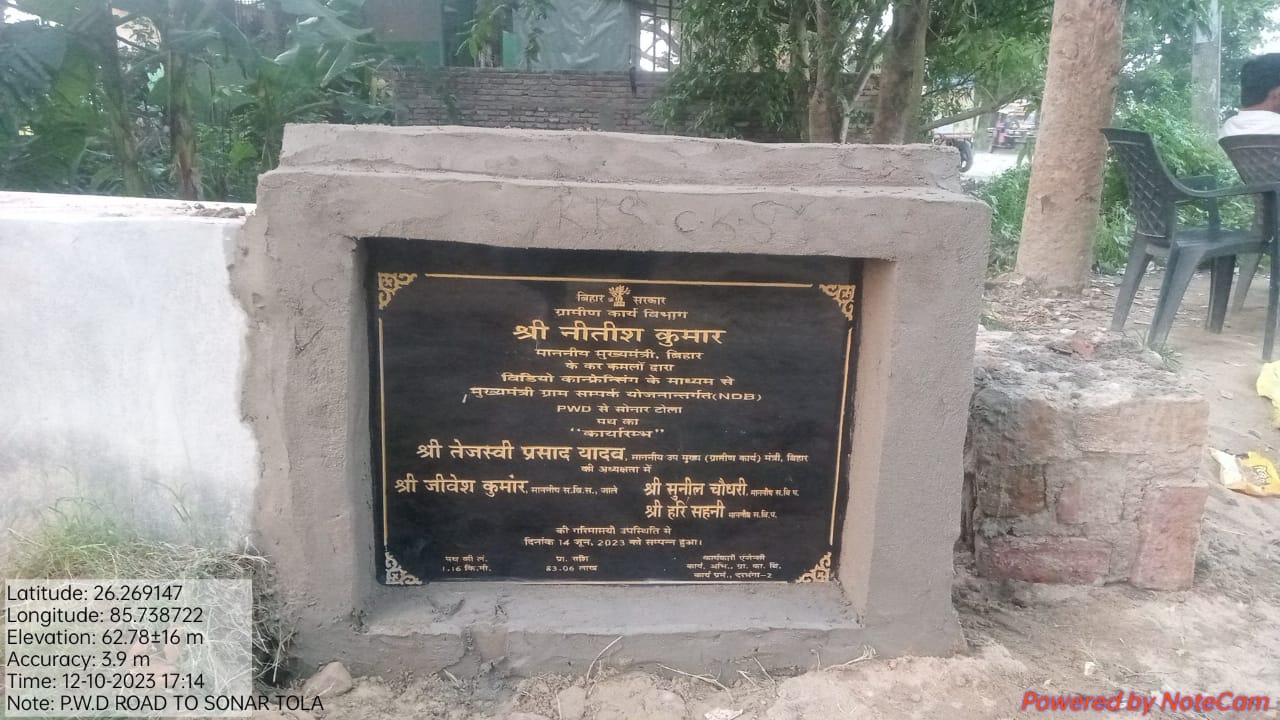 RKS C.K.S
बिहार सरकार
ग्रामीण कार्य विभाग
श्री नीतीश कुमार
माननीय मुख्यमंत्री, बिहार
के कर कमलों द्वारा
विडियो कान्फ्रेन्सिंग के माध्यम से
मुख्यमंत्री ग्राम सम्पर्क योजनान्तर्गत(NDB)
PWD से सोनार टोला
पथ का
"कार्यारम्भ"
श्री तेजस्वी प्रसाद यादव, माननीय उप मुख्य (ग्रामीण कार्य) मंत्री, बिहार
की अध्यक्षता में
श्री जीवेश कुमार, माननीय स.वि.स., जाले श्री सुनील चौधरी, माननीय स.वि.प.
श्री हरि सहनी माननीय स.वि.प.
की गरिमामयी उपस्थिति में
दिनांक 14 जून, 2023 को सम्पन्न हुआ।
पथ की लं. प्रा. राशि कार्यकारी एजेन्सी
1.16 कि.मी. 83.06 लाख कार्य. अभि., ग्रा. का. वि.
कार्य प्रमं., दरभंगा-2
Latitude: 26.269147
Longitude: 85.738722
Elevation: 62.78±16 m
Accuracy: 3.9 m
Time: 12-10-2023 17:14
Note: P.W.D ROAD TO SONAR TOLA
Powered by NoteCam